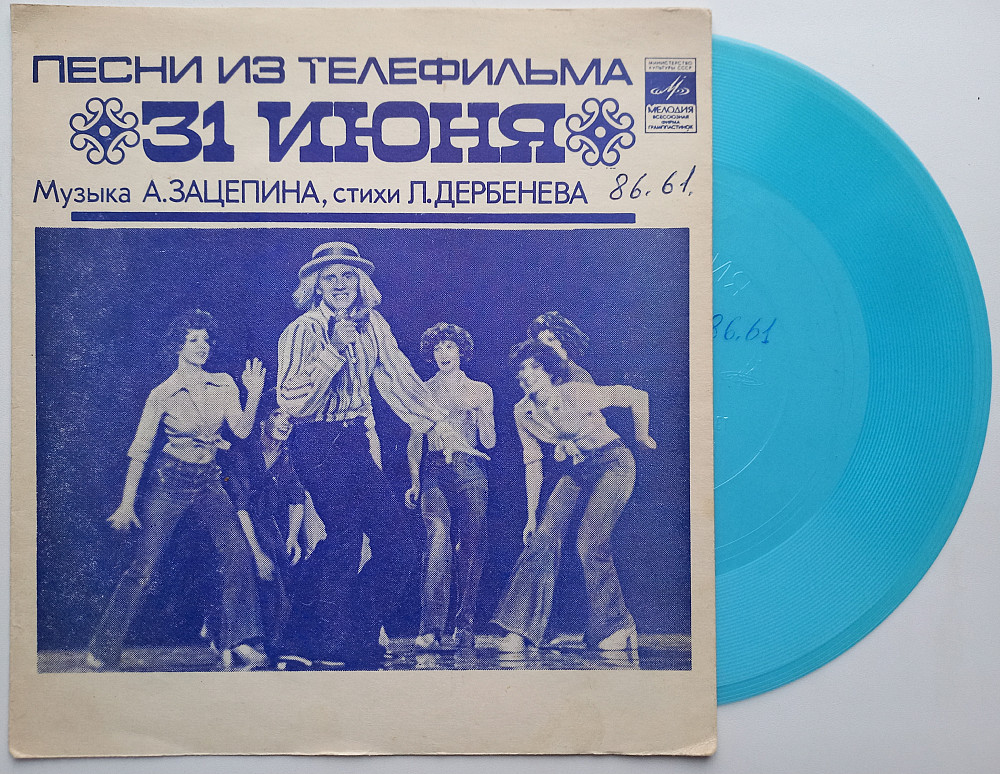 ПЕСНИ ИЗ ТЕЛЕФИЛЬМА
31 ИЮНЯ
Музыка А.ЗАЦЕПИНА, стихи Л.ДЕРБЕНЕВА 86.61.
МИНИСТЕРСТВО
КУЛЬТУРЫ СССР
МЕЛОДИЯ
ВСЕСОЮЗНАЯ
ФИРМА
ГРАМПЛАСТИНОК
86.61